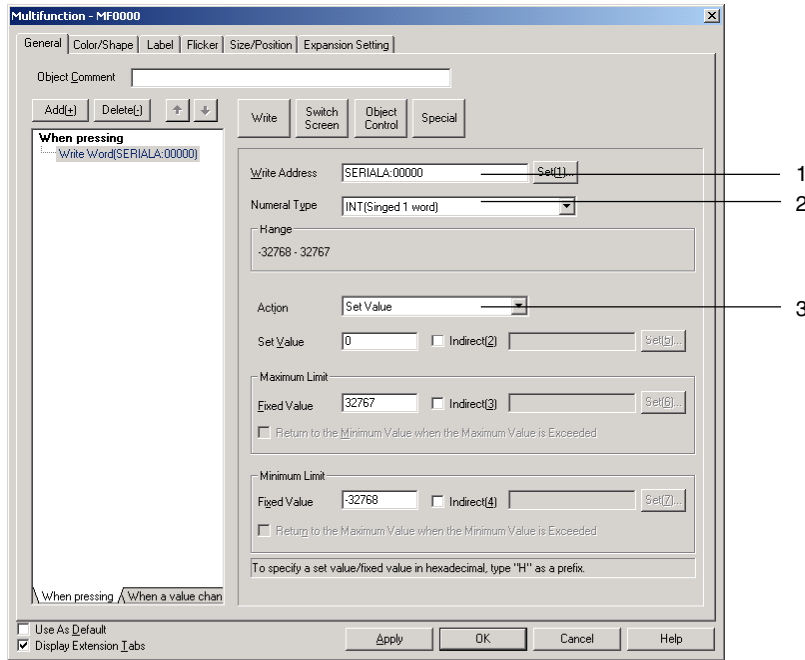 Multifunction - MF0000
General Color/Shape Label Flicker Size/Position Expansion Setting
Object Comment
Add(+) Delete(-)
Write
Switch Screen
Object Control
Special
When pressing
Write Word(SERIALA:00000)
Write Address SERIALA:00000 Set(1)... 1
Numeral Type INT(Singed 1 word) 2
Range
-32768 - 32767
Action Set Value 3
Set Value 0 Indirect(2) Set(5)...
Maximum Limit
Fixed Value 32767 Indirect(3) Set(6)...
Return to the Minimum Value when the Maximum Value is Exceeded
Minimum Limit
Fixed Value -32768 Indirect(4) Set(7)...
Return to the Maximum Value when the Minimum Value is Exceeded
To specify a set value/fixed value in hexadecimal, type "H" as a prefix.
When pressing When a value chan
Use As Default
Display Extension Tabs
Apply OK Cancel Help